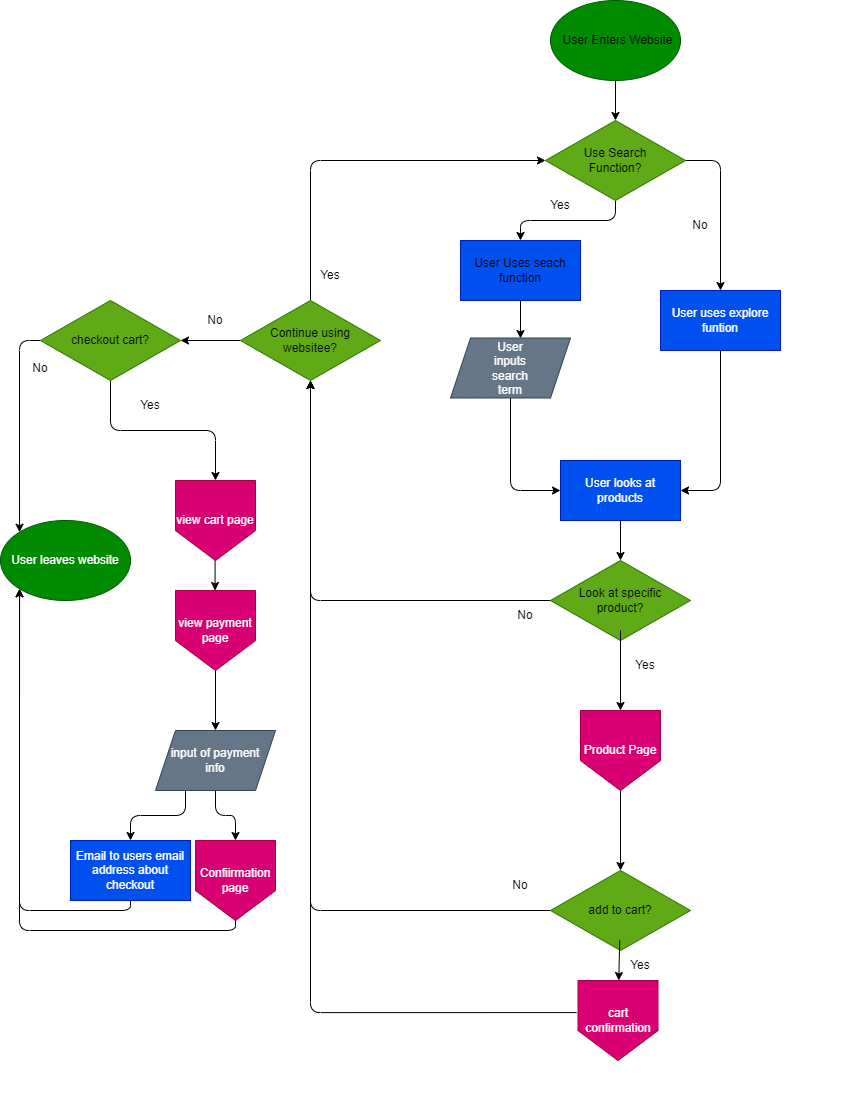 User Enters Website
Use Search
Function?
Yes
No
User Uses seach
function
User uses explore
funtion
Yes
No
Continue using
websitee?
checkout cart?
User
inputs
search
term
No
Yes
User looks at
products
view cart page
User leaves website
Look at specific
product?
No
view payment
page
Yes
Product Page
input of payment
info
Email to users email
address about
checkout
Confiirmation
page
No
add to cart?
Yes
cart
confirmation